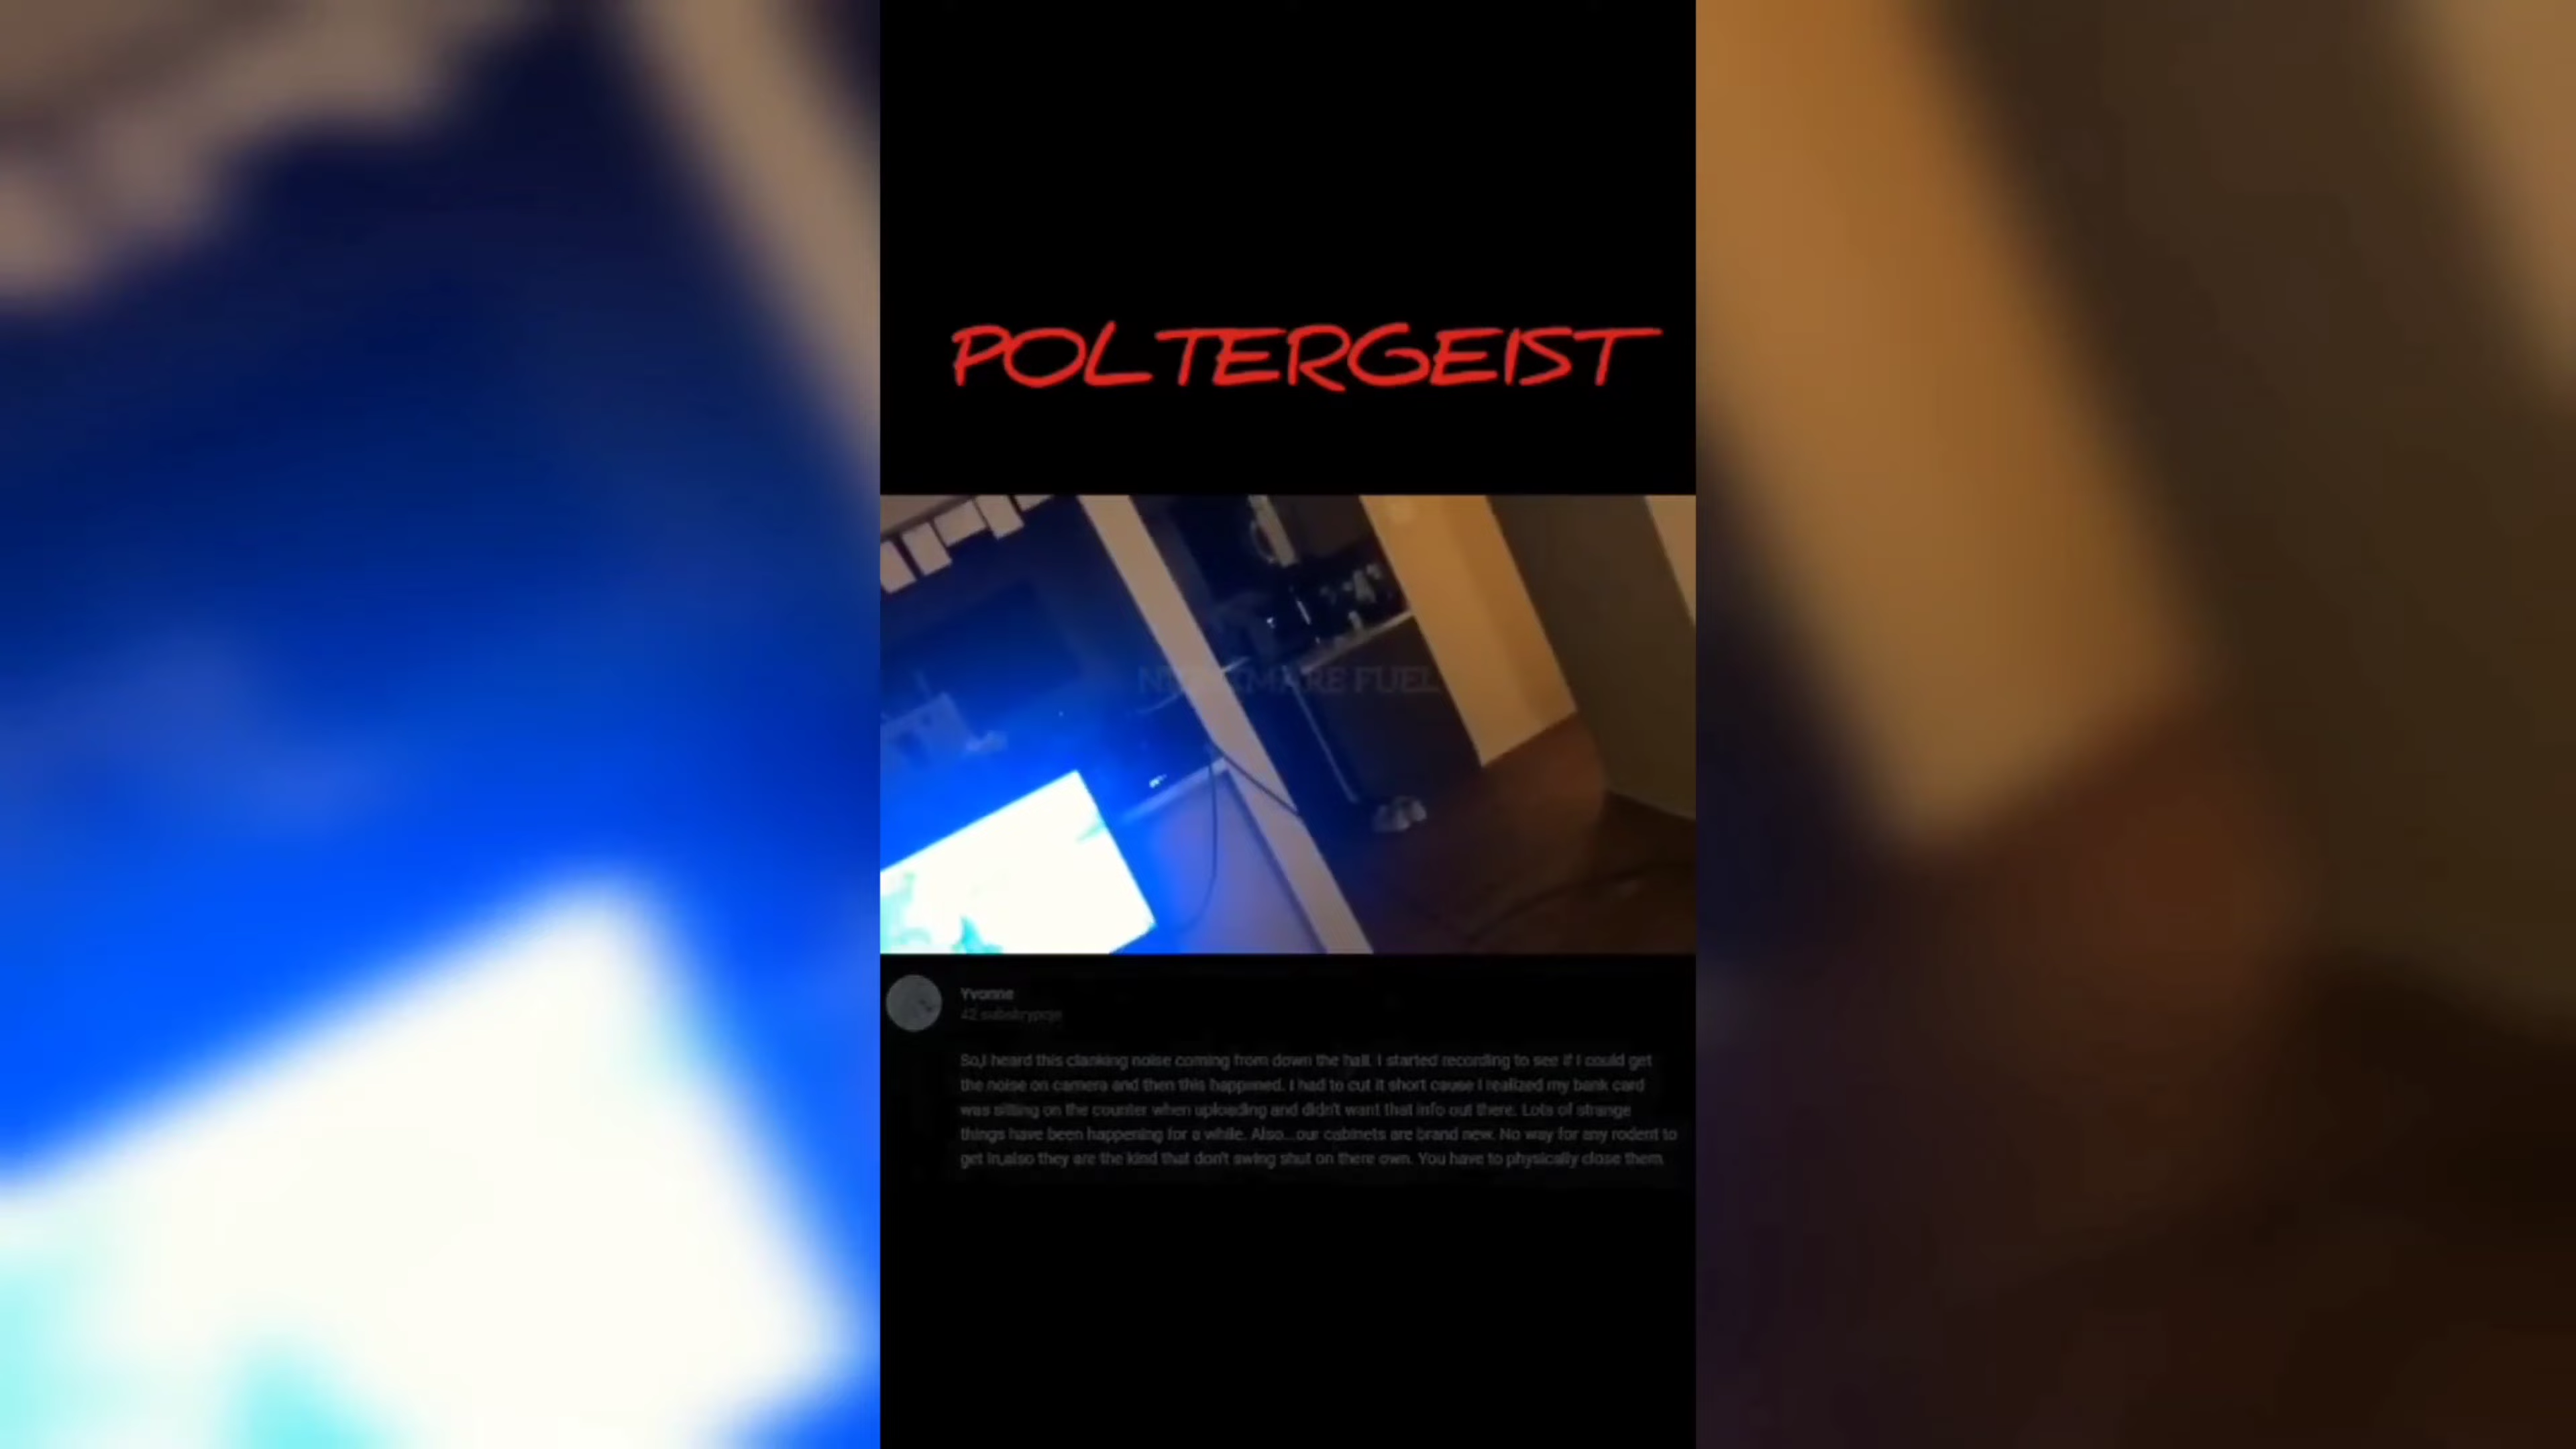 POLTERGEIST
NIGHTMARE FUEL
Yvonne
42 subskrypcje
So,I heard this clanking noise coming from down the hall. I started recording to see if I could get
the noise on camera and then this happened. I had to cut it short cause I realized my bank card
was sitting on the counter when uploading and didn't want that info out there. Lots of strange
things have been happening for a while. Also...our cabinets are brand new. No way for any rodent to
get in,also they are the kind that don't swing shut on there own. You have to physically close them